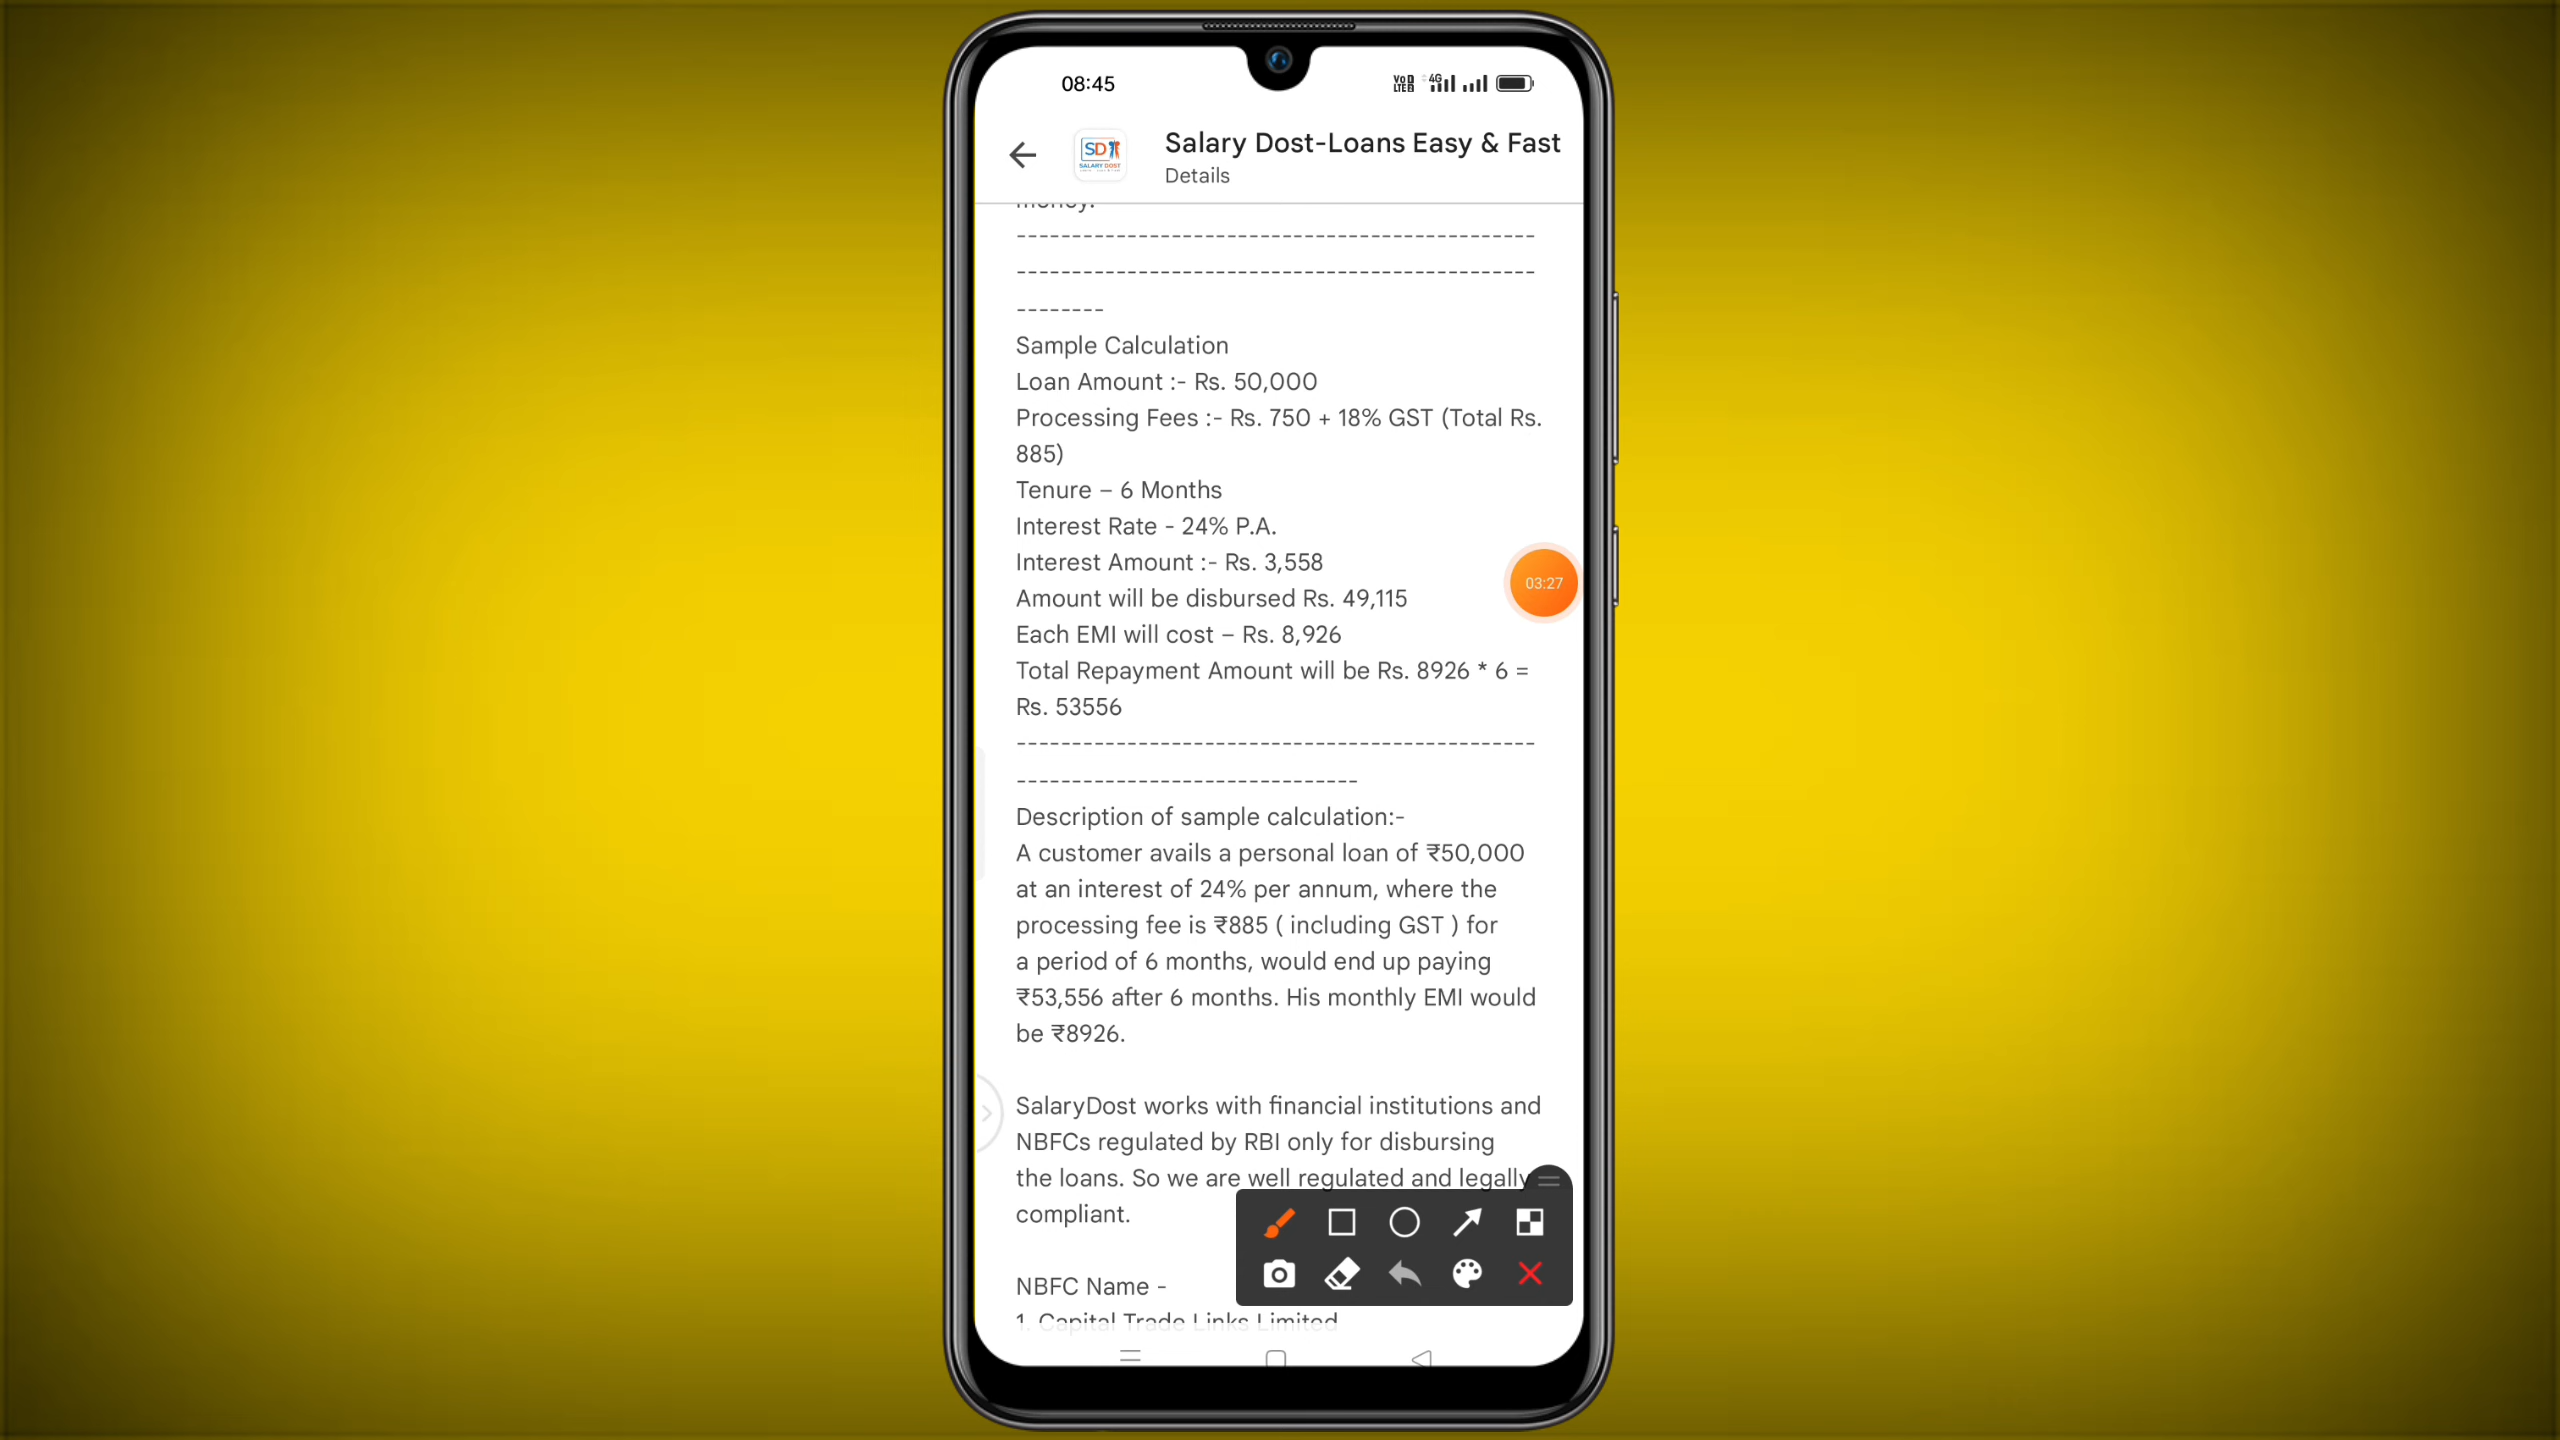 08:45
Vo LTE 4G
SD
SALARY DOST
Salary Dost-Loans Easy & Fast
Details
money.
-----------------------------------------------
-----------------------------------------------
--------
Sample Calculation
Loan Amount :- Rs. 50,000
Processing Fees :- Rs. 750 + 18% GST (Total Rs.
885)
Tenure – 6 Months
Interest Rate - 24% P.A.
Interest Amount :- Rs. 3,558
Amount will be disbursed Rs. 49,115
03:27
Each EMI will cost – Rs. 8,926
Total Repayment Amount will be Rs. 8926 * 6 =
Rs. 53556
-----------------------------------------------
-------------------------------
Description of sample calculation:-
A customer avails a personal loan of ₹50,000
at an interest of 24% per annum, where the
processing fee is ₹885 ( including GST ) for
a period of 6 months, would end up paying
₹53,556 after 6 months. His monthly EMI would
be ₹8926.
SalaryDost works with financial institutions and
NBFCs regulated by RBI only for disbursing
the loans. So we are well regulated and legally
compliant.
NBFC Name -
1. Capital Trade Links Limited